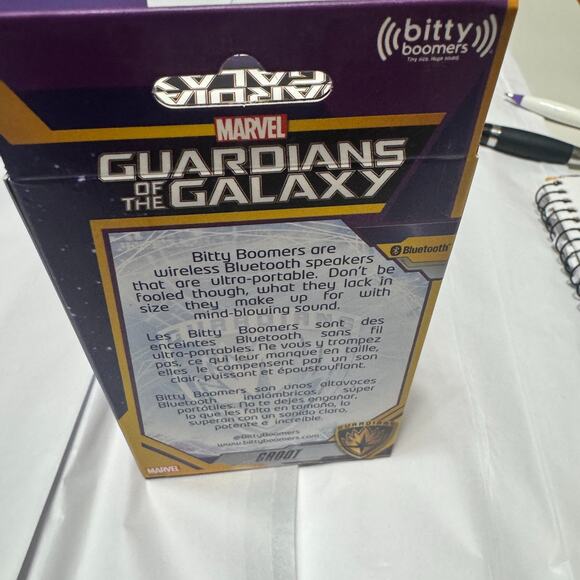 bitty
boomers
Tiny size. Huge sound.
MARVEL
GUARDIANS
OF THE GALAXY
Bluetooth
Bitty Boomers are
wireless Bluetooth speakers
that are ultra-portable. Don't be
fooled though, what they lack in
size they make up for with
mind-blowing sound.
Les Bitty Boomers sont des
enceintes Bluetooth sans fil
ultra-portables. Ne vous y trompez
pas, ce qui leur manque en taille,
elles le compensent par un son
clair, puissant et époustouflant.
Bitty Boomers son unos altavoces
Bluetooth inalámbricos, súper
portátiles. No te dejes engañar,
lo que les falta en tamaño, lo
superan con un sonido claro,
potente e increíble.
@BittyBoomers
www.bittyboomers.com
GUARDIANS
GROOT
MARVEL